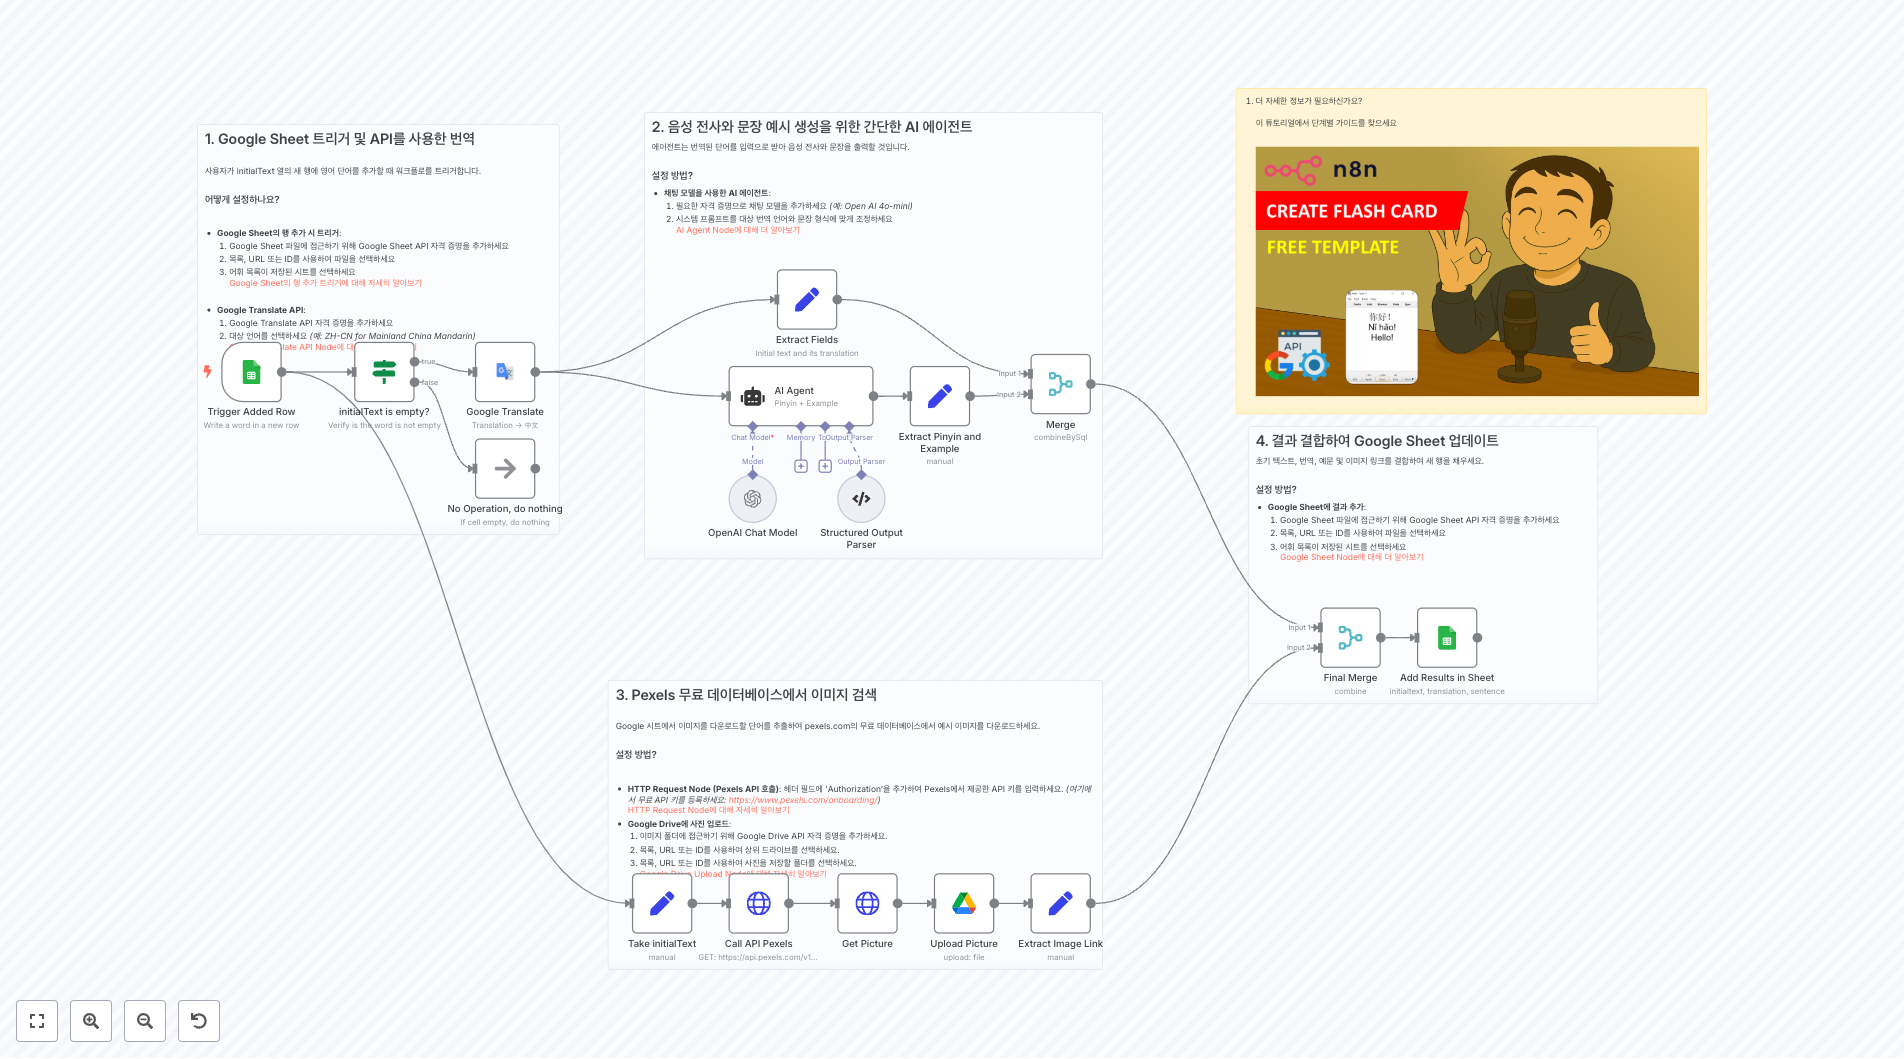 1. Google Sheet 트리거 및 API를 사용한 번역
사용자가 initialText 열의 새 행에 영어 단어를 추가할 때 워크플로를 트리거합니다.
어떻게 설정하나요?
Google Sheet의 행 추가 시 트리거:
1. Google Sheet 파일에 접근하기 위해 Google Sheet API 자격 증명을 추가하세요
2. 목록, URL 또는 ID를 사용하여 파일을 선택하세요
3. 어휘 목록이 저장된 시트를 선택하세요
Google Sheet의 행 추가 트리거에 대해 자세히 알아보기
Google Translate API:
1. Google Translate API 자격 증명을 추가하세요
2. 대상 언어를 선택하세요 (예: ZH-CN for Mainland China Mandarin)
API Node에
true
false
Trigger Added Row
Write a word in a new row
initialText is empty?
Verify is the word is not empty
Google Translate
Translation → 中文
No Operation, do nothing
If cell empty, do nothing
2. 음성 전사와 문장 예시 생성을 위한 간단한 AI 에이전트
에이전트는 번역된 단어를 입력으로 받아 음성 전사와 문장을 출력할 것입니다.
설정 방법?
채팅 모델을 사용한 AI 에이전트:
1. 필요한 자격 증명으로 채팅 모델을 추가하세요 (예: Open AI 4o-mini)
2. 시스템 프롬프트를 대상 번역 언어와 문장 형식에 맞게 조정하세요
AI Agent Node에 대해 더 알아보기
Extract Fields
Initial text and its translation
AI Agent
Pinyin + Example
Chat Model*
Memory
Output Parser
Model
Output Parser
OpenAI Chat Model
Structured Output
Parser
Extract Pinyin and
Example
manual
Input 1
Input 2
Merge
combineBySql
3. Pexels 무료 데이터베이스에서 이미지 검색
Google 시트에서 이미지를 다운로드할 단어를 추출하여 pexels.com의 무료 데이터베이스에서 예시 이미지를 다운로드하세요.
설정 방법?
HTTP Request Node (Pexels API 호출): 헤더 필드에 'Authorization'을 추가하여 Pexels에서 제공한 API 키를 입력하세요. (여기에
서 무료 API 키를 등록하세요: https://www.pexels.com/onboarding/)
HTTP Request Node에 대해 자세히 알아보기
Google Drive에 사진 업로드:
1. 이미지 폴더에 접근하기 위해 Google Drive API 자격 증명을 추가하세요.
2. 목록, URL 또는 ID를 사용하여 상위 드라이브를 선택하세요.
3. 목록, URL 또는 ID를 사용하여 사진을 저장할 폴더를 선택하세요.
Google Drive Upload Node에 대해 자세히 알아보기
Take initialText
manual
Call API Pexels
GET: https://api.pexels.com/v1...
Get Picture
Upload Picture
upload: file
Extract Image Link
manual
1. 더 자세한 정보가 필요하신가요?
이 튜토리얼에서 단계별 가이드를 찾으세요
n8n
CREATE FLASH CARD
FREE TEMPLATE
API
你好！
Nǐ hǎo!
Hello!
4. 결과 결합하여 Google Sheet 업데이트
초기 텍스트, 번역, 예문 및 이미지 링크를 결합하여 새 행을 채우세요.
설정 방법?
Google Sheet에 결과 추가:
1. Google Sheet 파일에 접근하기 위해 Google Sheet API 자격 증명을 추가하세요
2. 목록, URL 또는 ID를 사용하여 파일을 선택하세요
3. 어휘 목록이 저장된 시트를 선택하세요
Google Sheet Node에 대해 더 알아보기
Input 1
Input 2
Final Merge
combine
Add Results in Sheet
initialtext, translation, sentence